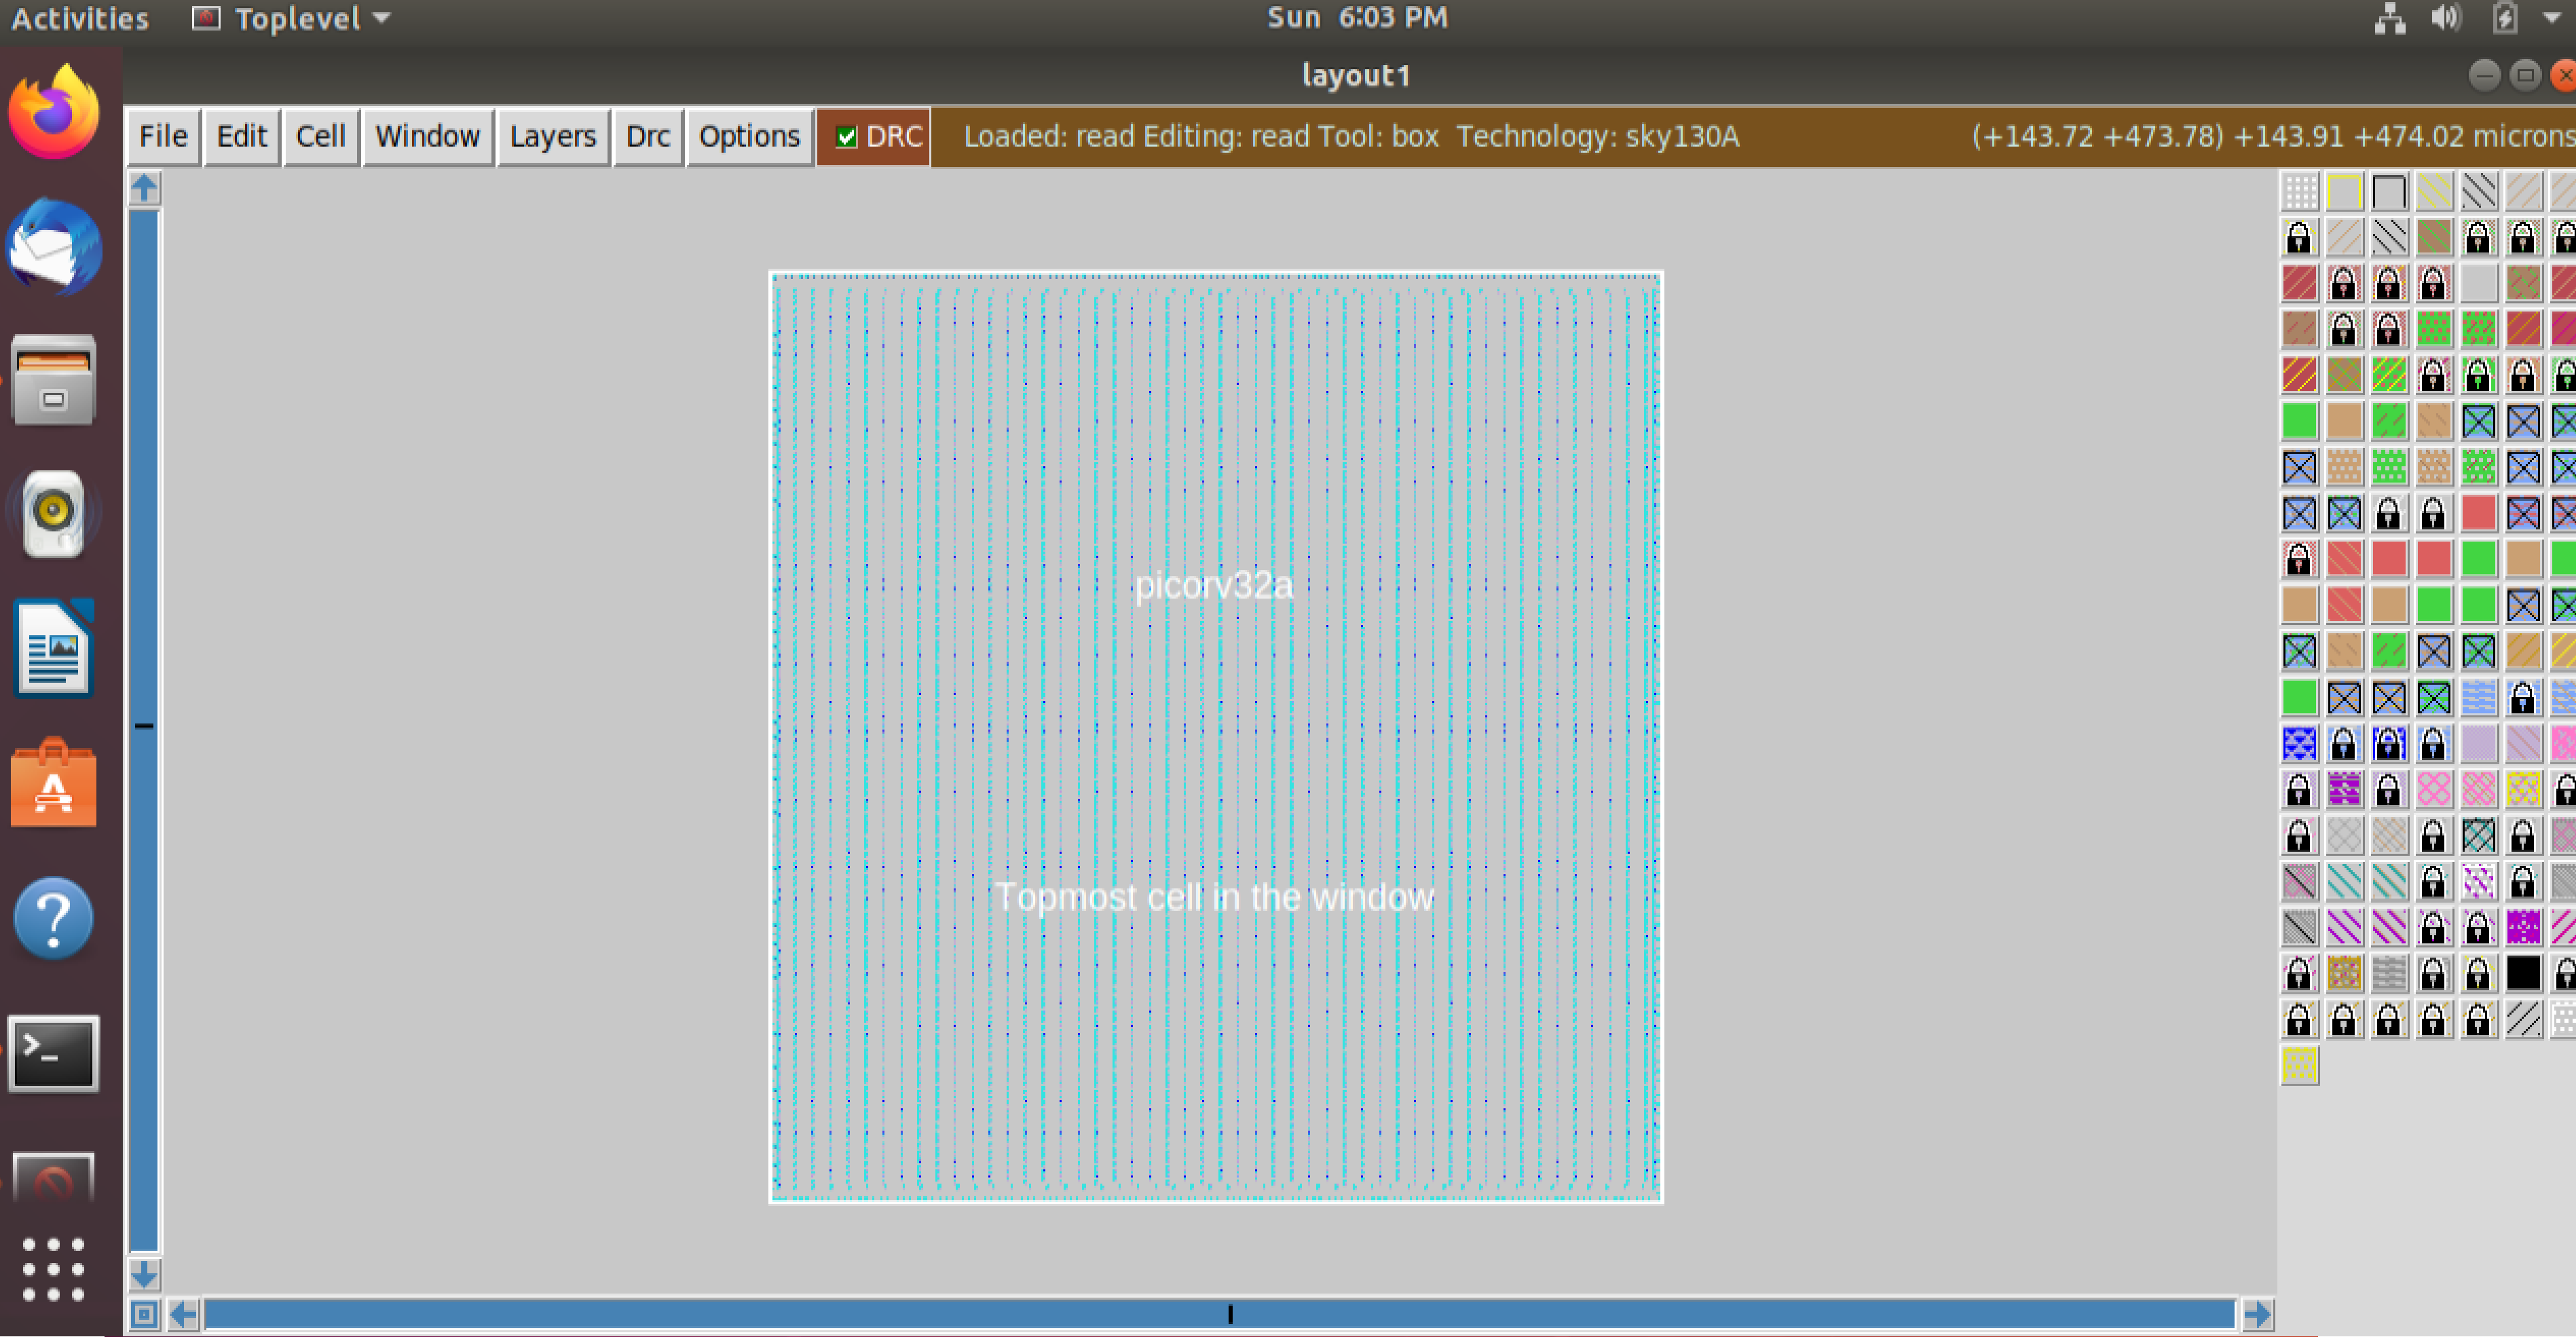 Activities Toplevel Sun 6:03 PM
layout1
File Edit Cell Window Layers Drc Options DRC Loaded: read Editing: read Tool: box Technology: sky130A (+143.72 +473.78) +143.91 +474.02 microns
picorv32a
Topmost cell in the window